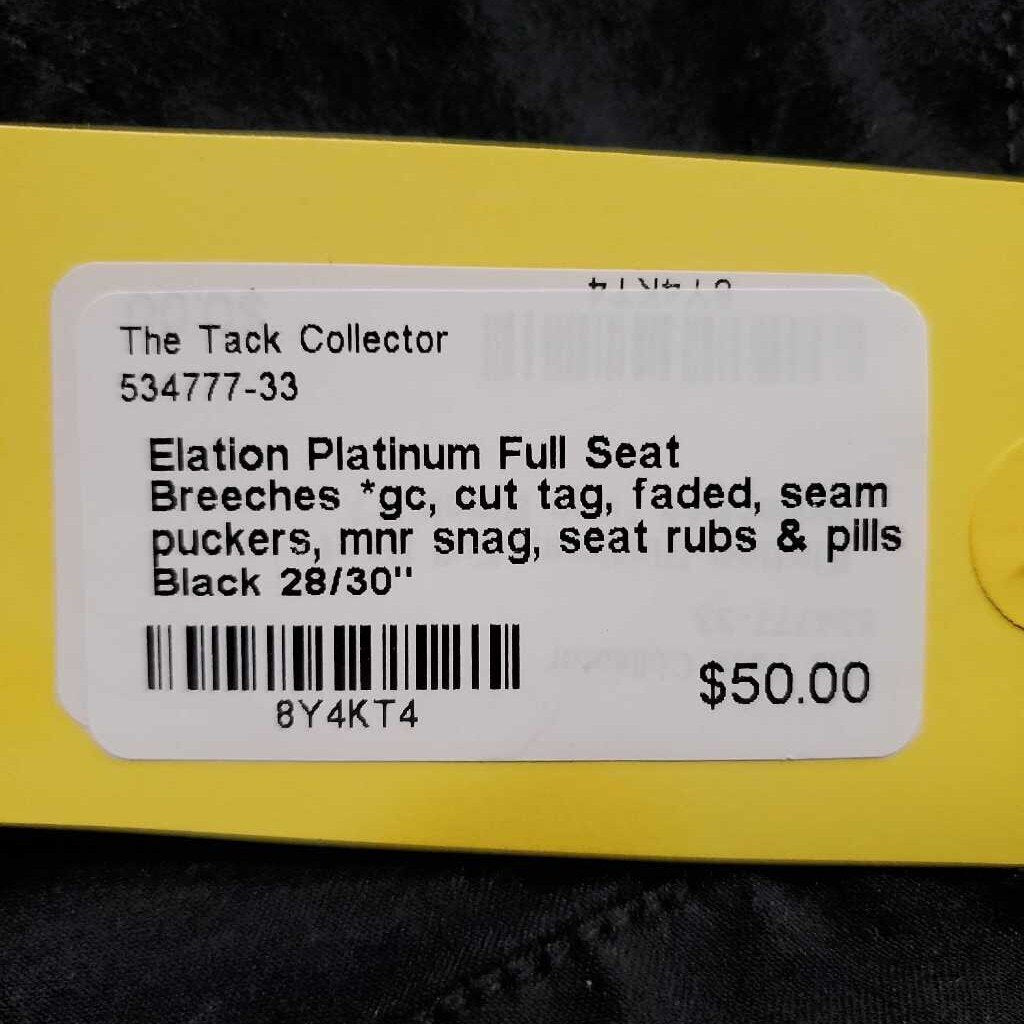 The Tack Collector
534777-33
Elation Platinum Full Seat
Breeches *gc, cut tag, faded, seam
puckers, mnr snag, seat rubs & pills
Black 28/30"
8Y4KT4
$50.00